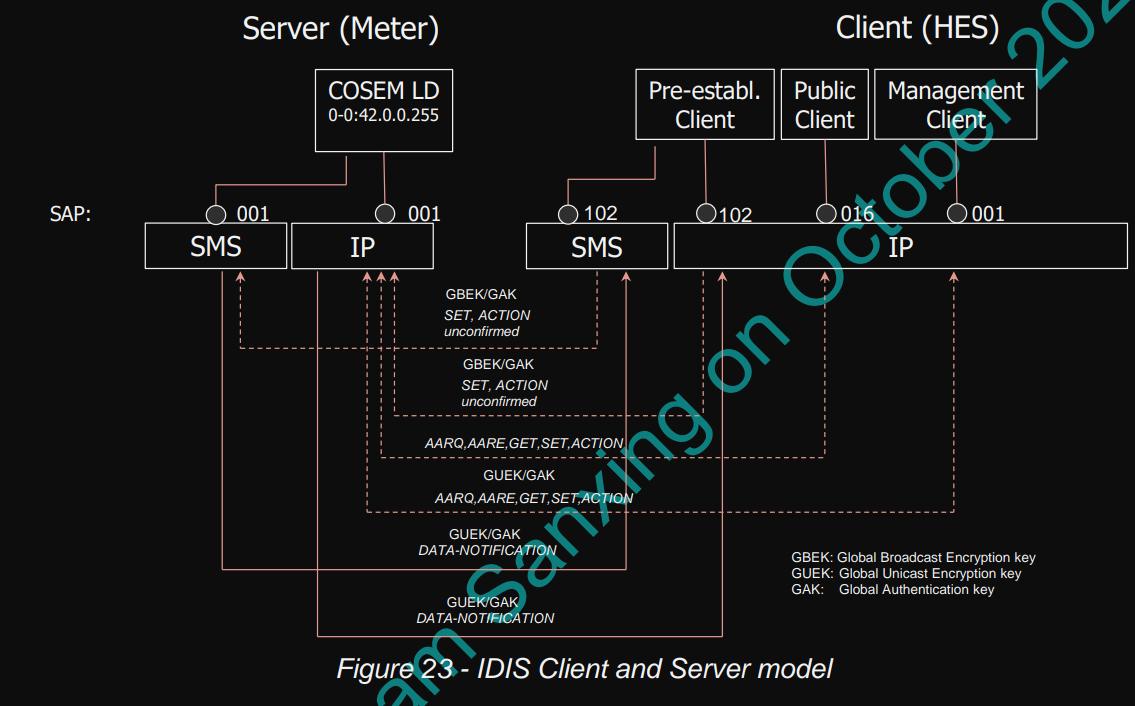 Server (Meter)
Client (HES)
COSEM LD
0-0:42.0.0.255
Pre-establ.
Client
Public
Client
Management
Client
SAP:
001
001
102
102
016
001
SMS
IP
SMS
IP
GBEK/GAK
SET, ACTION
unconfirmed
GBEK/GAK
SET, ACTION
unconfirmed
AARQ,AARE,GET,SET,ACTION
GUEK/GAK
AARQ,AARE,GET,SET,ACTION
GUEK/GAK
DATA-NOTIFICATION
GUEK/GAK
DATA-NOTIFICATION
GBEK: Global Broadcast Encryption key
GUEK: Global Unicast Encryption key
GAK: Global Authentication key
Sanxing on October
Figure 23 - IDIS Client and Server model